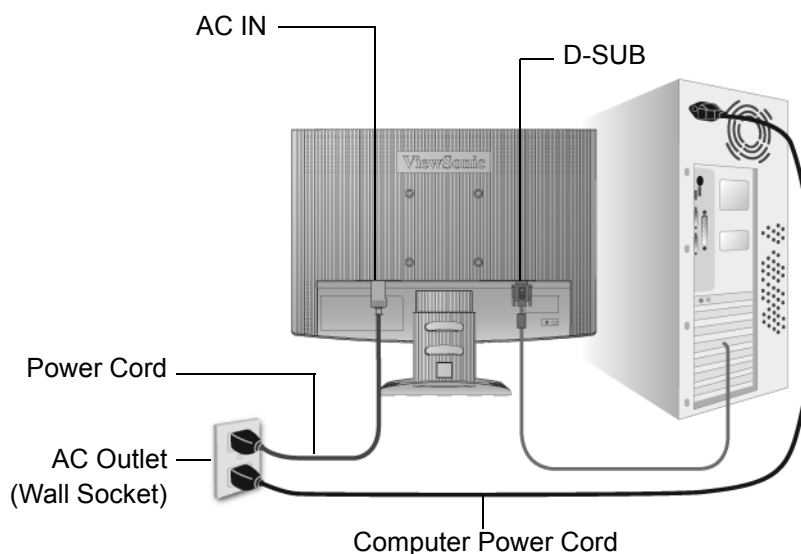 AC IN
D-SUB
ViewSonic
Power Cord
AC Outlet
(Wall Socket)
Computer Power Cord